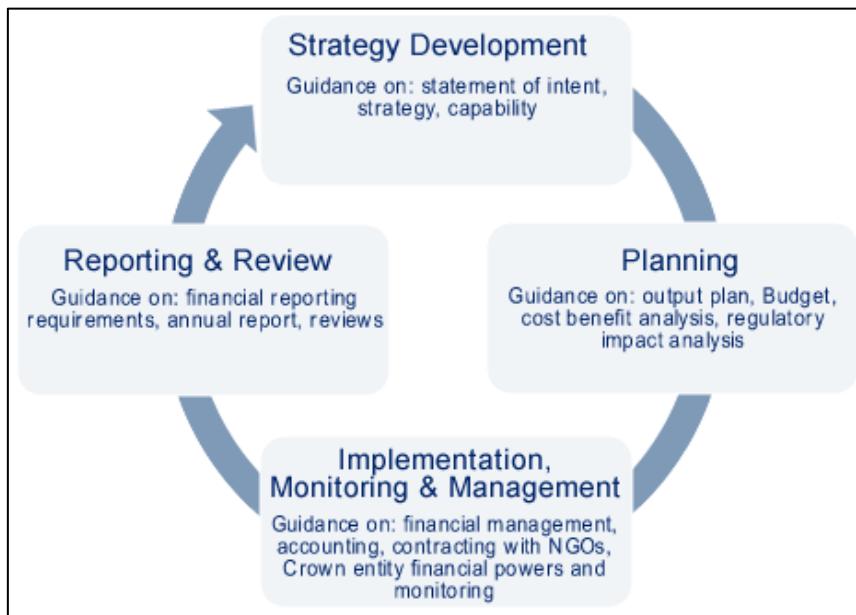 Strategy Development
Guidance on: statement of intent,
strategy, capability
Reporting & Review
Guidance on: financial reporting
requirements, annual report, reviews
Planning
Guidance on: output plan, Budget,
cost benefit analysis, regulatory
impact analysis
Implementation,
Monitoring & Management
Guidance on: financial management,
accounting, contracting with NGOs,
Crown entity financial powers and
monitoring